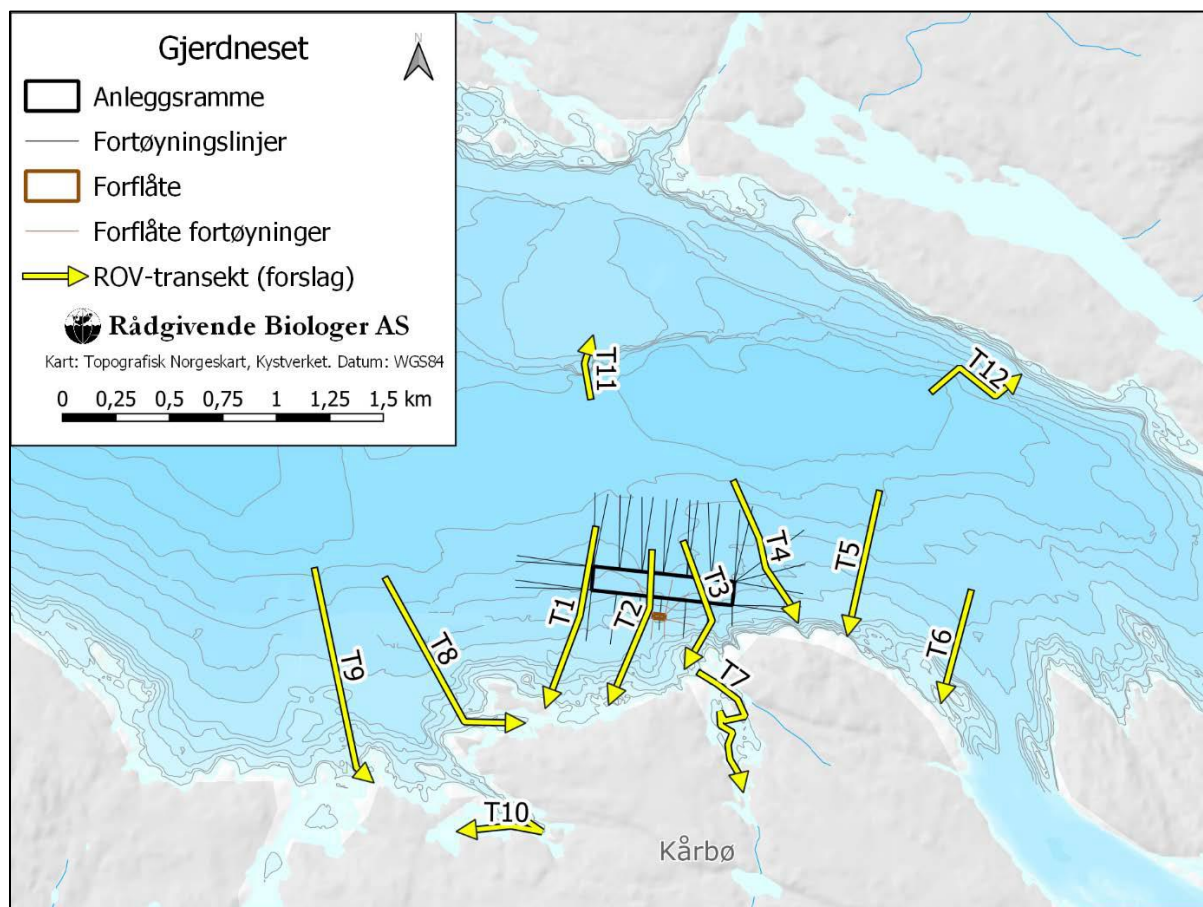 Gjerdneset
N
Anleggsramme
Fortøyningslinjer
Forflåte
Forflåte fortøyninger
ROV-transekt (forslag)
Rådgivende Biologer AS
Kart: Topografisk Norgeskart, Kystverket. Datum: WGS84
0 0,25 0,5 0,75 1 1,25 1,5 km
T11
T12
T4
T5
T3
T1
T2
T6
T8
T9
T7
T10
Kårbø